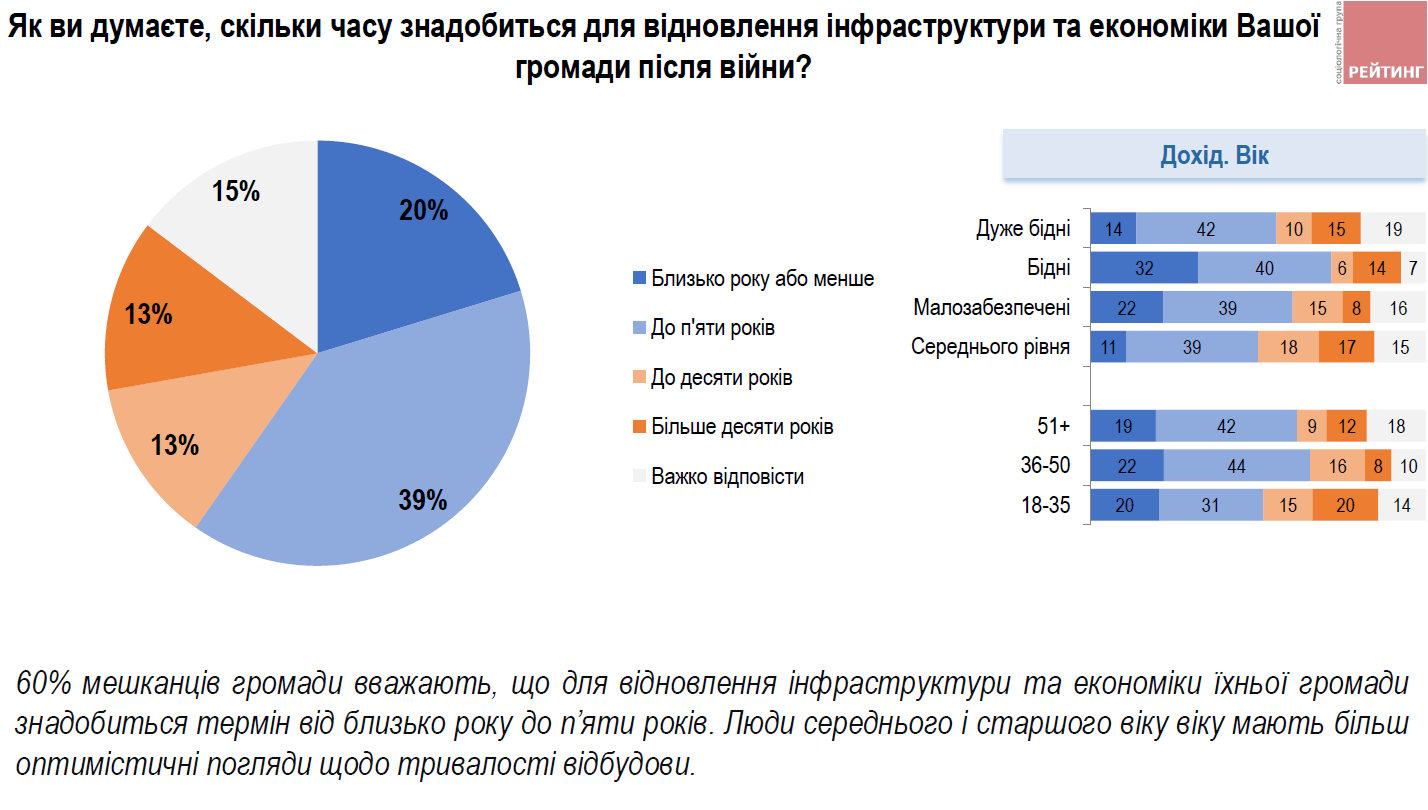 Як ви думаєте, скільки часу знадобиться для відновлення інфраструктури та економіки Вашої
громади після війни?
соціологічна група
РЕЙТИНГ
15%
20%
13%
13%
39%
Близько року або менше
До п'яти років
До десяти років
Більше десяти років
Важко відповісти
Дохід. Вік
Дуже бідні 14 42 10 15 19
Бідні 32 40 6 14 7
Малозабезпечені 22 39 15 8 16
Середнього рівня 11 39 18 17 15
51+ 19 42 9 12 18
36-50 22 44 16 8 10
18-35 20 31 15 20 14
60% мешканців громади вважають, що для відновлення інфраструктури та економіки їхньої громади
знадобиться термін від близько року до п’яти років. Люди середнього і старшого віку віку мають більш
оптимістичні погляди щодо тривалості відбудови.